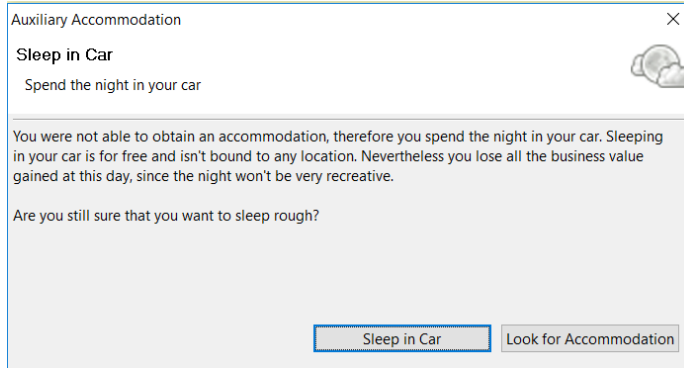 Auxiliary Accommodation
Sleep in Car
Spend the night in your car
You were not able to obtain an accommodation, therefore you spend the night in your car. Sleeping
in your car is for free and isn't bound to any location. Nevertheless you lose all the business value
gained at this day, since the night won't be very recreative.
Are you still sure that you want to sleep rough?
Sleep in Car
Look for Accommodation